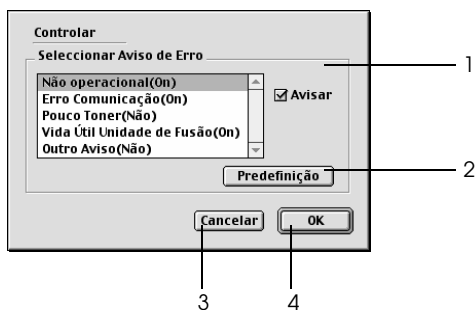 Controlar
Seleccionar Aviso de Erro
1
Não operacional(On)
Erro Comunicação(On)
Avisar
Pouco Toner(Não)
Vida Útil Unidade de Fusão(On)
Outro Aviso(Não)
Predefinição
2
Cancelar
OK
3
4